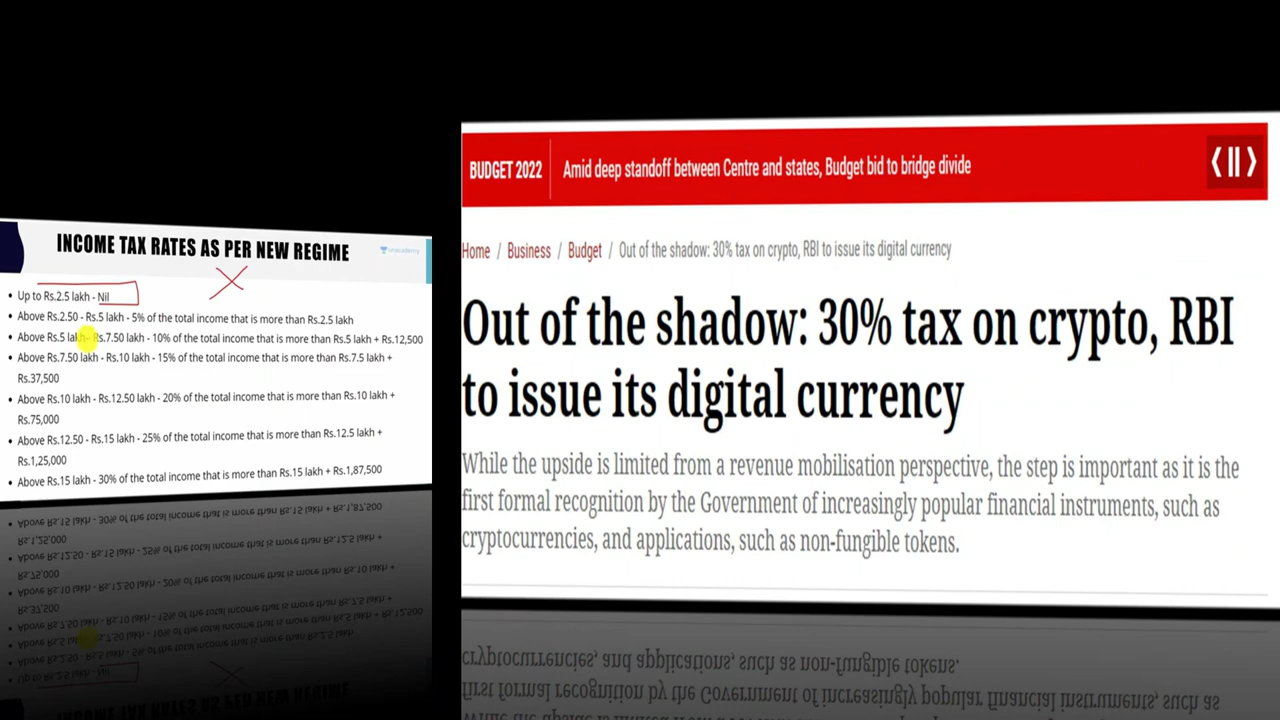 INCOME TAX RATES AS PER NEW REGIME
unacademy
• Up to Rs.2.5 lakh - Nil
• Above Rs.2.50 - Rs.5 lakh - 5% of the total income that is more than Rs.2.5 lakh
• Above Rs.5 lakh- Rs.7.50 lakh - 10% of the total income that is more than Rs.5 lakh + Rs.12,500
• Above Rs.7.50 lakh - Rs.10 lakh - 15% of the total income that is more than Rs.7.5 lakh +
Rs.37,500
• Above Rs.10 lakh - Rs.12.50 lakh - 20% of the total income that is more than Rs.10 lakh +
Rs.75,000
• Above Rs.12.50 - Rs.15 lakh - 25% of the total income that is more than Rs.12.5 lakh +
Rs.1,25,000
• Above Rs.15 lakh - 30% of the total income that is more than Rs.15 lakh + Rs.1,87,500
BUDGET 2022 Amid deep standoff between Centre and states, Budget bid to bridge divide
Home / Business / Budget / Out of the shadow: 30% tax on crypto, RBI to issue its digital currency
Out of the shadow: 30% tax on crypto, RBI
to issue its digital currency
While the upside is limited from a revenue mobilisation perspective, the step is important as it is the
first formal recognition by the Government of increasingly popular financial instruments, such as
cryptocurrencies, and applications, such as non-fungible tokens.